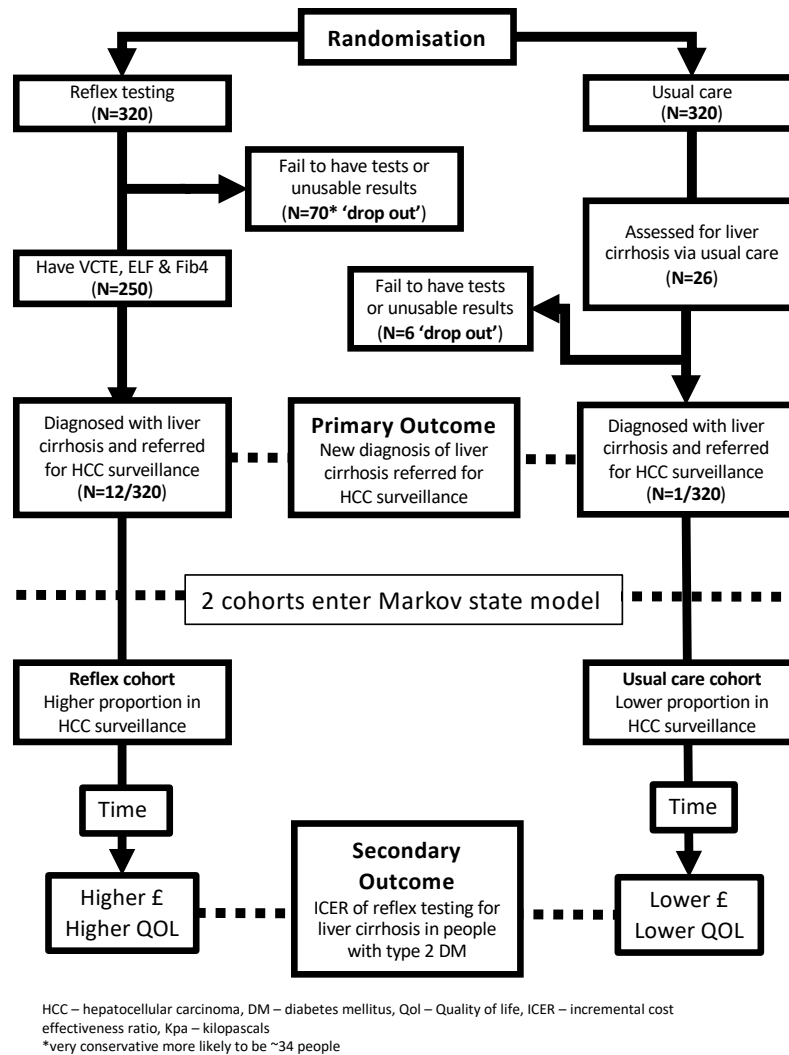 Randomisation
Reflex testing
(N=320)
Usual care
(N=320)
Fail to have tests or
unusable results
(N=70* ‘drop out’)
Assessed for liver
cirrhosis via usual care
(N=26)
Have VCTE, ELF & Fib4
(N=250)
Fail to have tests
or unusable results
(N=6 ‘drop out’)
Diagnosed with liver
cirrhosis and referred
for HCC surveillance
(N=12/320)
Primary Outcome
New diagnosis of liver
cirrhosis referred for
HCC surveillance
Diagnosed with liver
cirrhosis and referred
for HCC surveillance
(N=1/320)
2 cohorts enter Markov state model
Reflex cohort
Higher proportion in
HCC surveillance
Usual care cohort
Lower proportion in
HCC surveillance
Time
Time
Higher £
Higher QOL
Secondary
Outcome
ICER of reflex testing for
liver cirrhosis in people
with type 2 DM
Lower £
Lower QOL
HCC – hepatocellular carcinoma, DM – diabetes mellitus, Qol – Quality of life, ICER – incremental cost
effectiveness ratio, Kpa – kilopascals
*very conservative more likely to be ~34 people